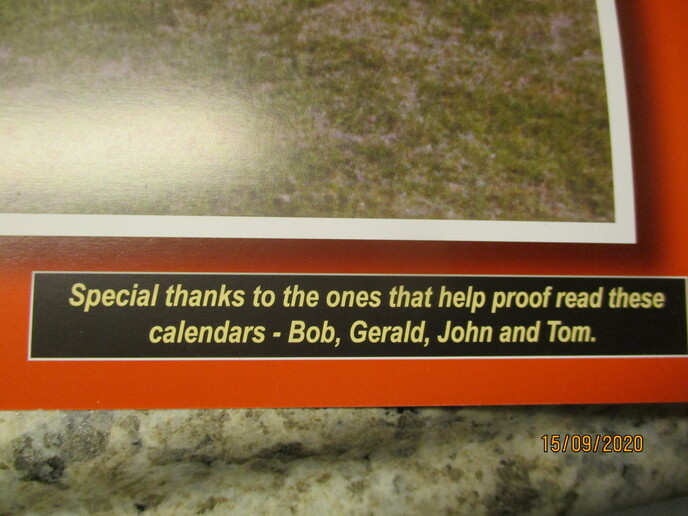 Special thanks to the ones that help proof read these
calendars - Bob, Gerald, John and Tom.
15/09/2020